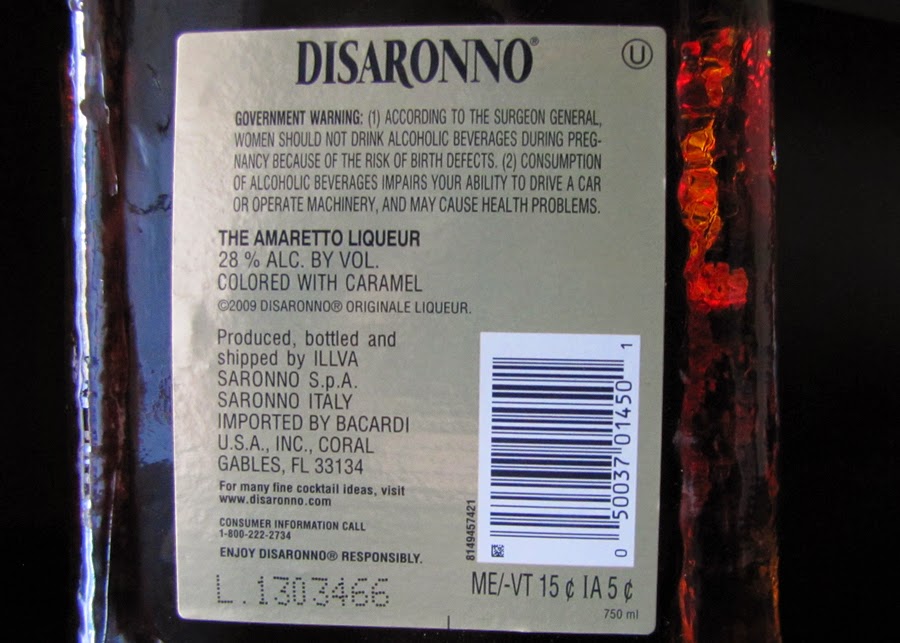 DISARONNO®
U
GOVERNMENT WARNING: (1) ACCORDING TO THE SURGEON GENERAL,
WOMEN SHOULD NOT DRINK ALCOHOLIC BEVERAGES DURING PREG-
NANCY BECAUSE OF THE RISK OF BIRTH DEFECTS. (2) CONSUMPTION
OF ALCOHOLIC BEVERAGES IMPAIRS YOUR ABILITY TO DRIVE A CAR
OR OPERATE MACHINERY, AND MAY CAUSE HEALTH PROBLEMS.
THE AMARETTO LIQUEUR
28 % ALC. BY VOL.
COLORED WITH CARAMEL
©2009 DISARONNO® ORIGINALE LIQUEUR.
Produced, bottled and
shipped by ILLVA
SARONNO S.p.A.
SARONNO ITALY
IMPORTED BY BACARDI
U.S.A., INC., CORAL
GABLES, FL 33134
For many fine cocktail ideas, visit
www.disaronno.com
CONSUMER INFORMATION CALL
1-800-222-2734
ENJOY DISARONNO® RESPONSIBLY.
L.1303466
8149457421
0 50037 01450 1
ME/-VT 15 ¢ IA 5 ¢
750 ml